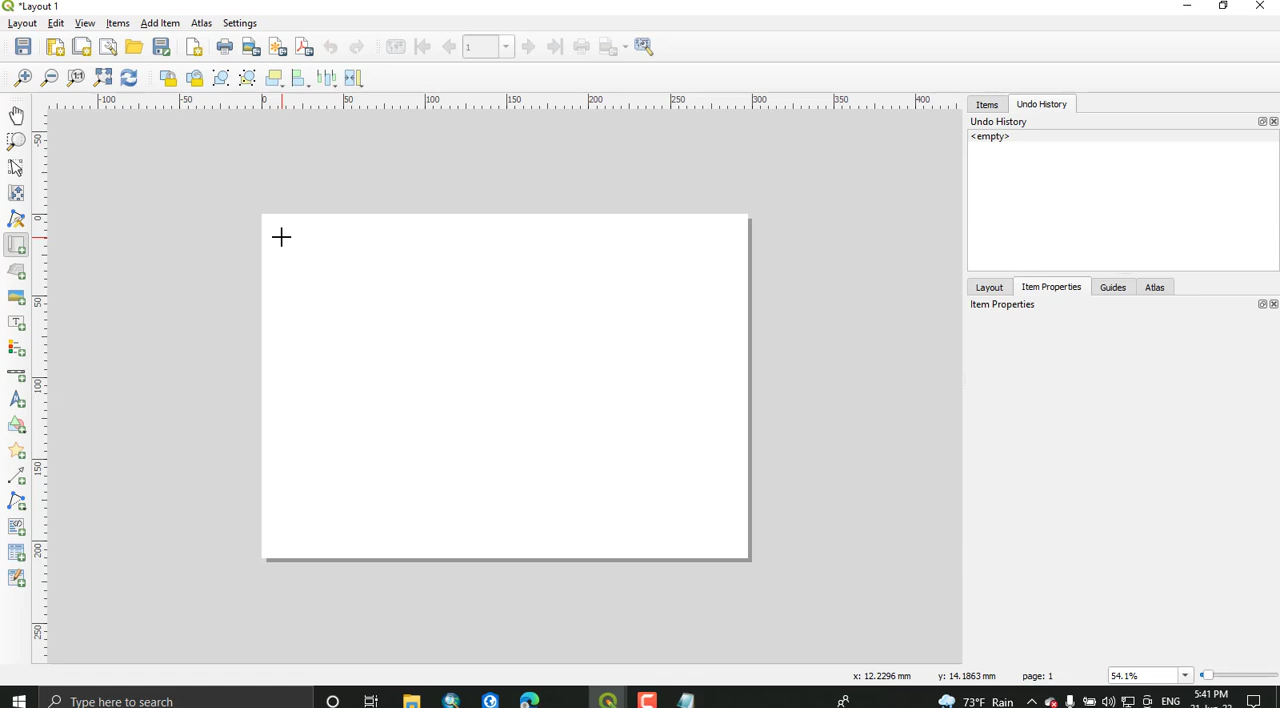 *Layout 1
Layout Edit View Items Add Item Atlas Settings
1
-100 -50 0 50 100 150 200 250 300 350 400
Items Undo History
Undo History
<empty>
-50
0
50
100
150
200
250
Layout Item Properties Guides Atlas
Item Properties
x: 12.2296 mm y: 14.1863 mm page: 1 54.1%
Type here to search
73°F Rain
ENG
5:41 PM